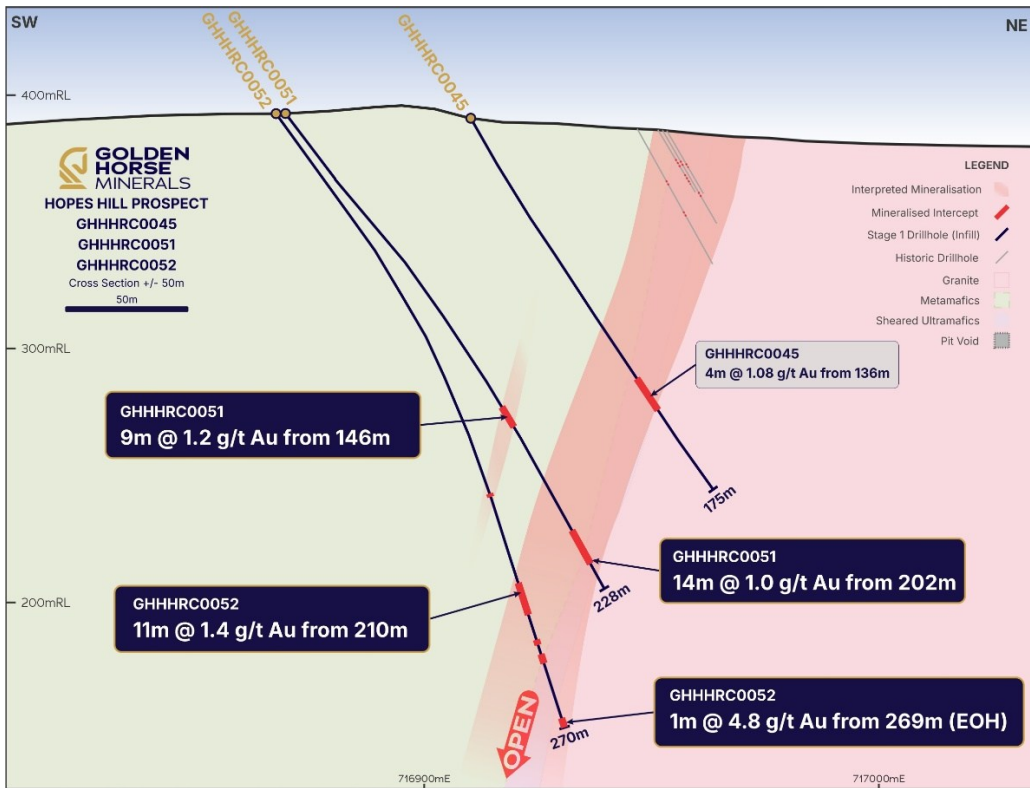 SW
NE
GHHHRC0052
GHHHRC0051
GHHHRC0045
400mRL
GOLDEN
HORSE
MINERALS
HOPES HILL PROSPECT
GHHHRC0045
GHHHRC0051
GHHHRC0052
Cross Section +/- 50m
50m
LEGEND
Interpreted Mineralisation
Mineralised Intercept
Stage 1 Drillhole (Infill)
Historic Drillhole
Granite
Metamafics
Sheared Ultramafics
Pit Void
300mRL
GHHHRC0045
4m @ 1.08 g/t Au from 136m
GHHHRC0051
9m @ 1.2 g/t Au from 146m
175m
GHHHRC0051
14m @ 1.0 g/t Au from 202m
228m
200mRL
GHHHRC0052
11m @ 1.4 g/t Au from 210m
GHHHRC0052
1m @ 4.8 g/t Au from 269m (EOH)
270m
OPEN
716900mE
717000mE